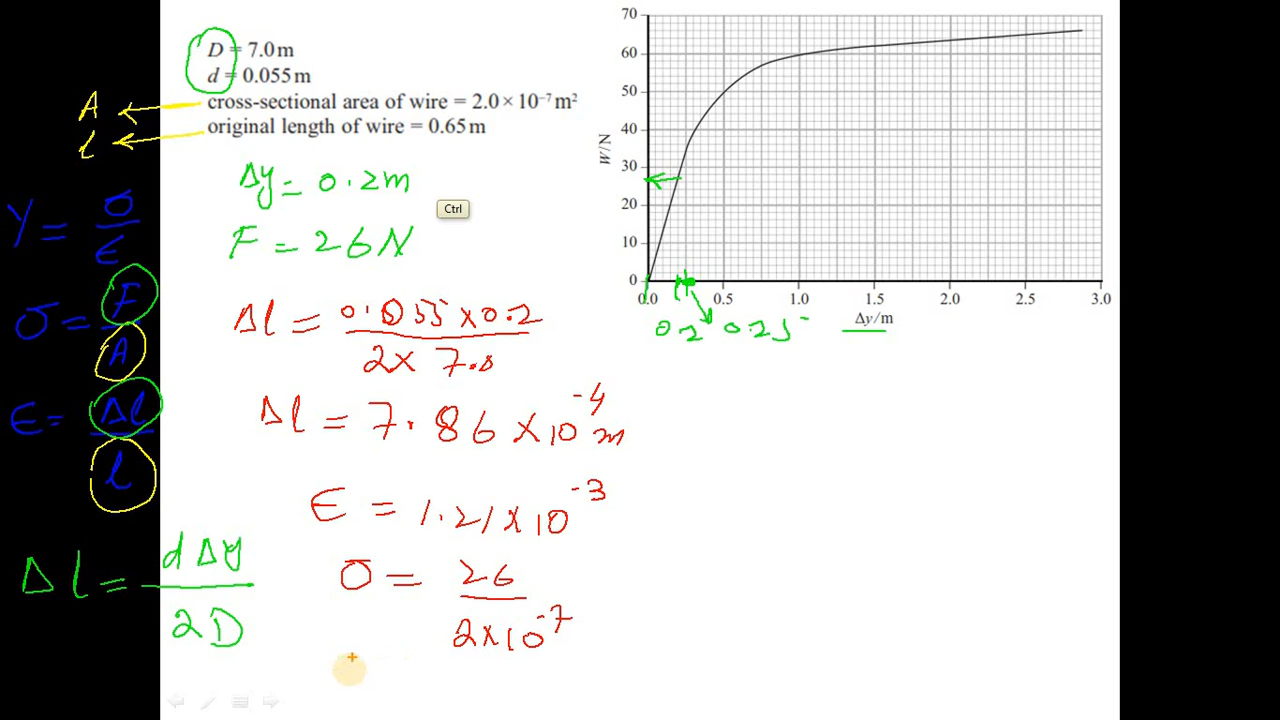 D = 7.0 m
d = 0.055 m
cross-sectional area of wire = 2.0 × 10⁻⁷ m²
original length of wire = 0.65 m
A
l
Δy = 0.2m
Ctrl
F = 26 N
Y = σ/ϵ
σ = F/A
ϵ = Δl/l
Δl = dΔy/2D
Δl = 0.055 × 0.2 / 2 × 7.0
Δl = 7.86 × 10⁻⁴ m
ϵ = 1.21 × 10⁻³
σ = 26 / 2×10⁻⁷
70
60
50
40
30
20
10
0
W/N
0.0 0.5 1.0 1.5 2.0 2.5 3.0
Δy/m
0.2 0.25